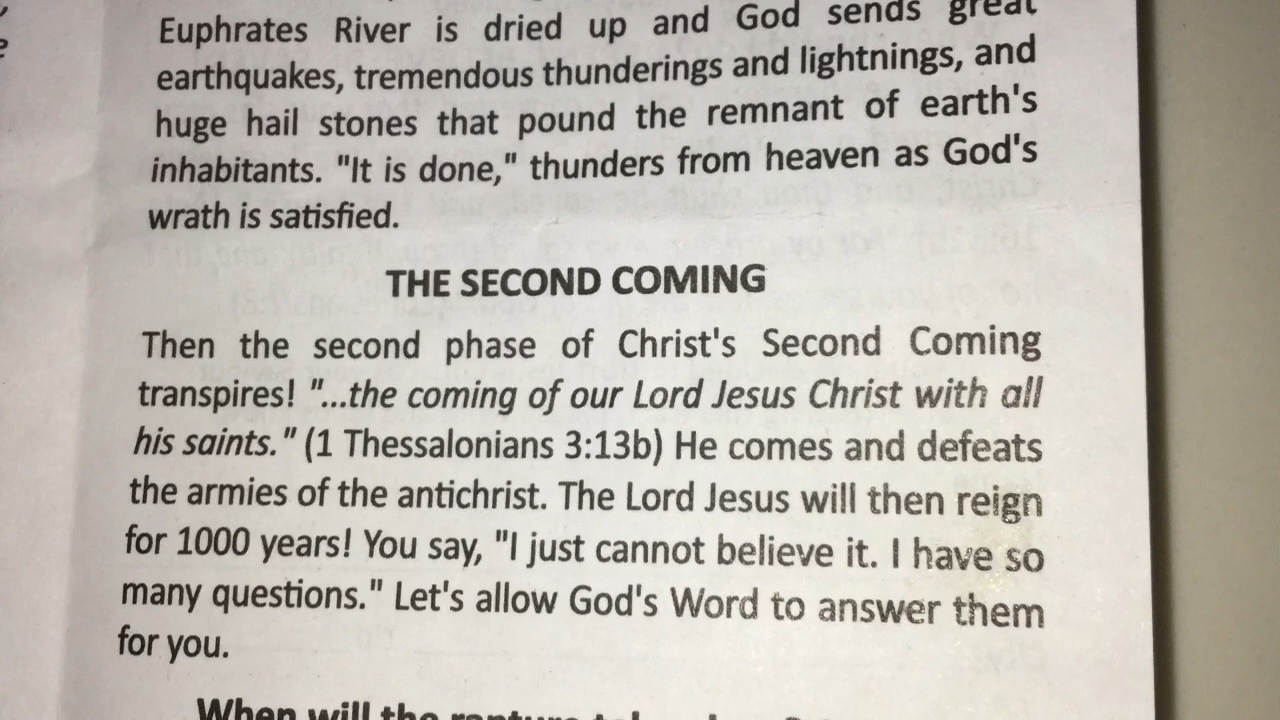 Euphrates River is dried up and God sends great
earthquakes, tremendous thunderings and lightnings, and
huge hail stones that pound the remnant of earth's
inhabitants. "It is done," thunders from heaven as God's
wrath is satisfied.
THE SECOND COMING
Then the second phase of Christ's Second Coming
transpires! "...the coming of our Lord Jesus Christ with all
his saints." (1 Thessalonians 3:13b) He comes and defeats
the armies of the antichrist. The Lord Jesus will then reign
for 1000 years! You say, "I just cannot believe it. I have so
many questions." Let's allow God's Word to answer them
for you.
When will the rapture